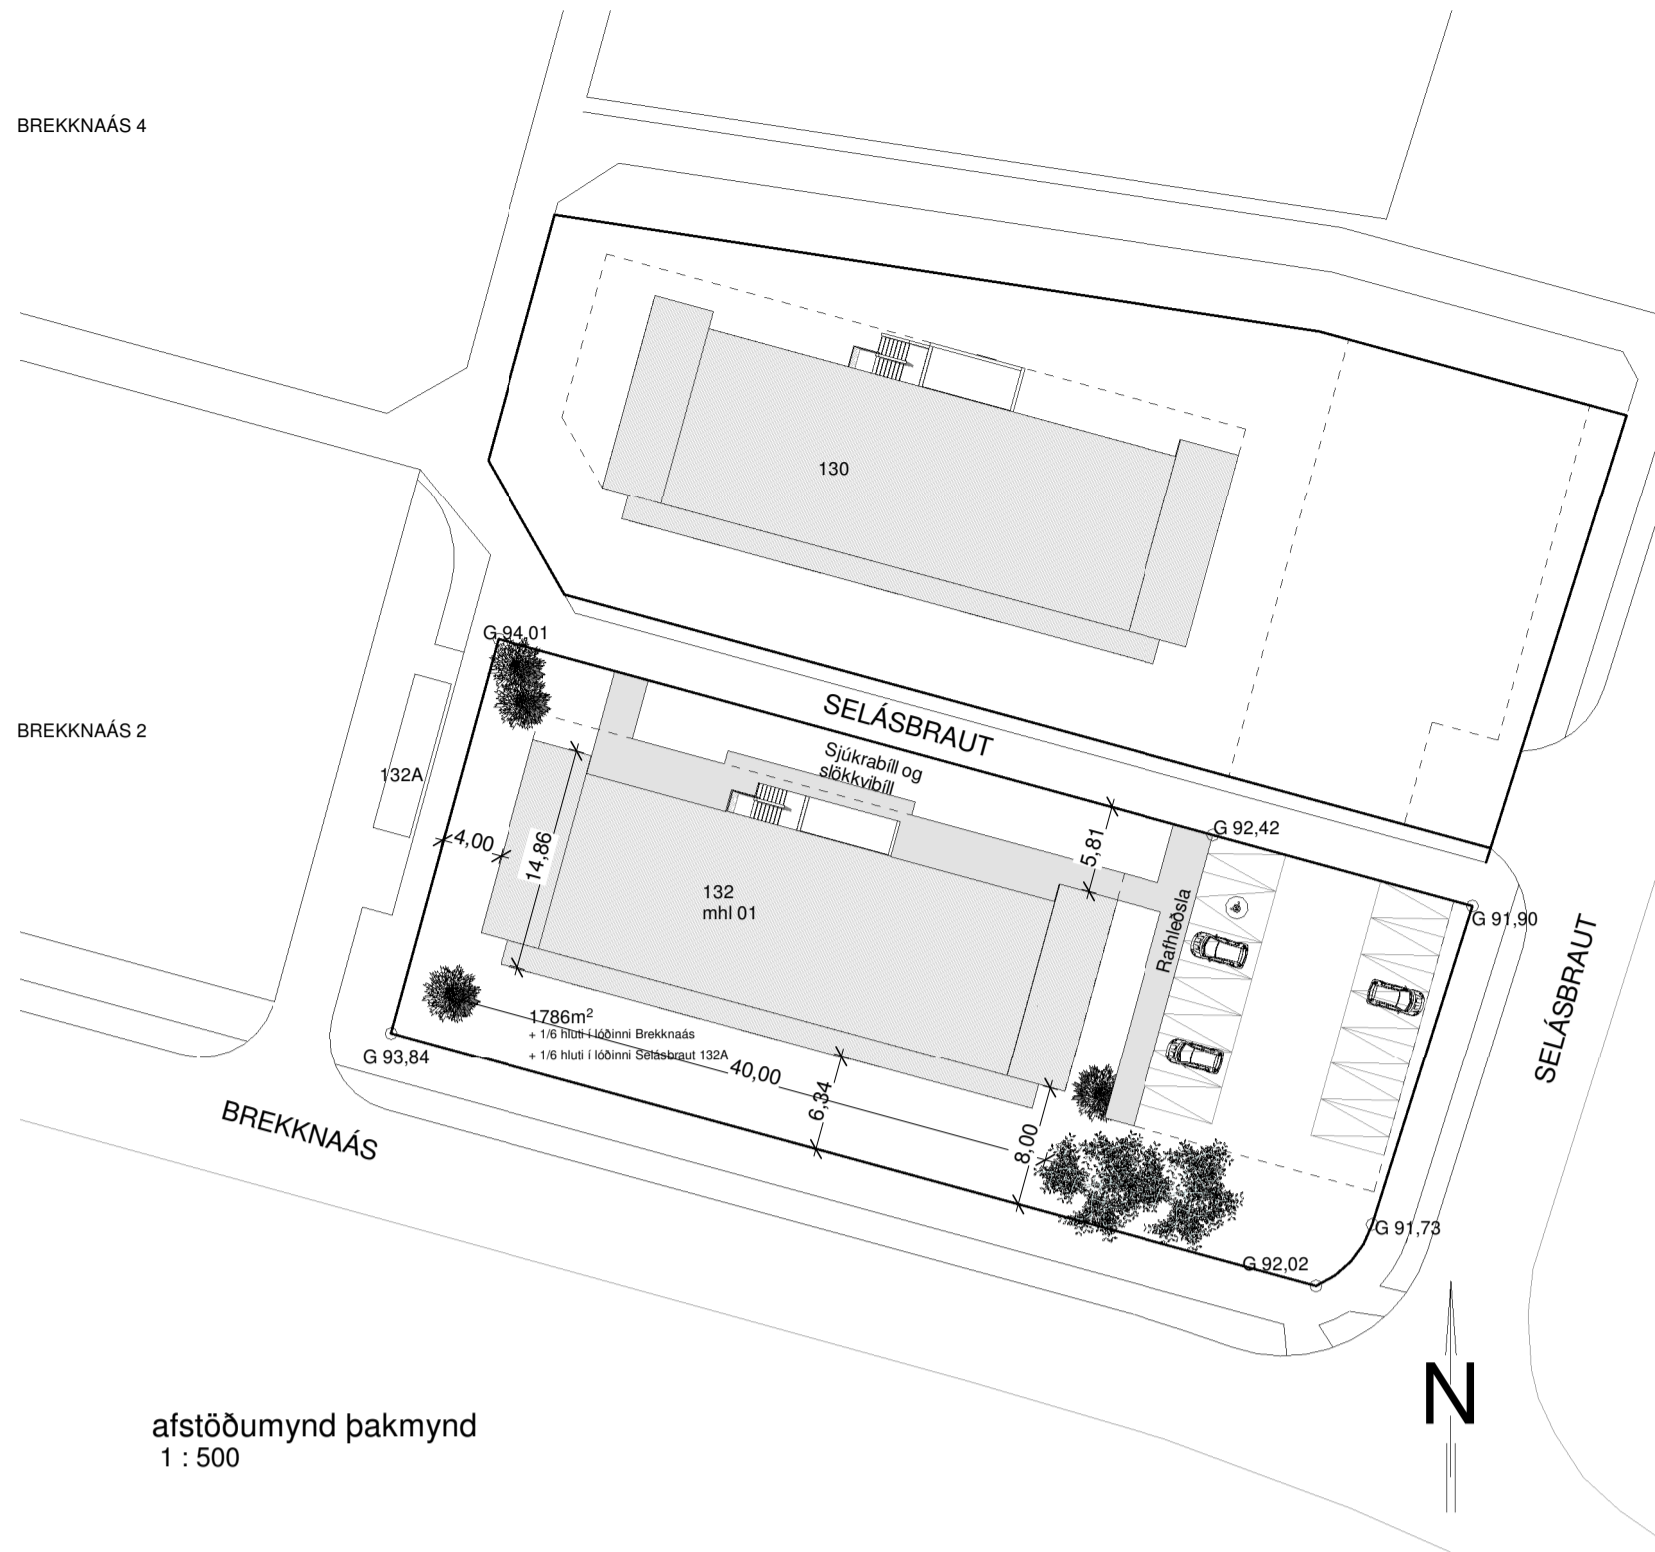 BREKKNAÁS 4
130
G 94,01
SELÁSBRAUT
BREKKNAÁS 2
Sjúkrabíll og
slökkvibíll
132A
4,00
14,86
5,81
G 92,42
132
mhl 01
Rafhleðsla
G 91,90
SELÁSBRAUT
1786m²
+ 1/6 hluti í lóðinni Brekknaás
+ 1/6 hluti í lóðinni Selásbraut 132A
G 93,84
40,00
6,34
8,00
BREKKNAÁS
G 91,73
G 92,02
N
afstöðumynd þakmynd
1 : 500